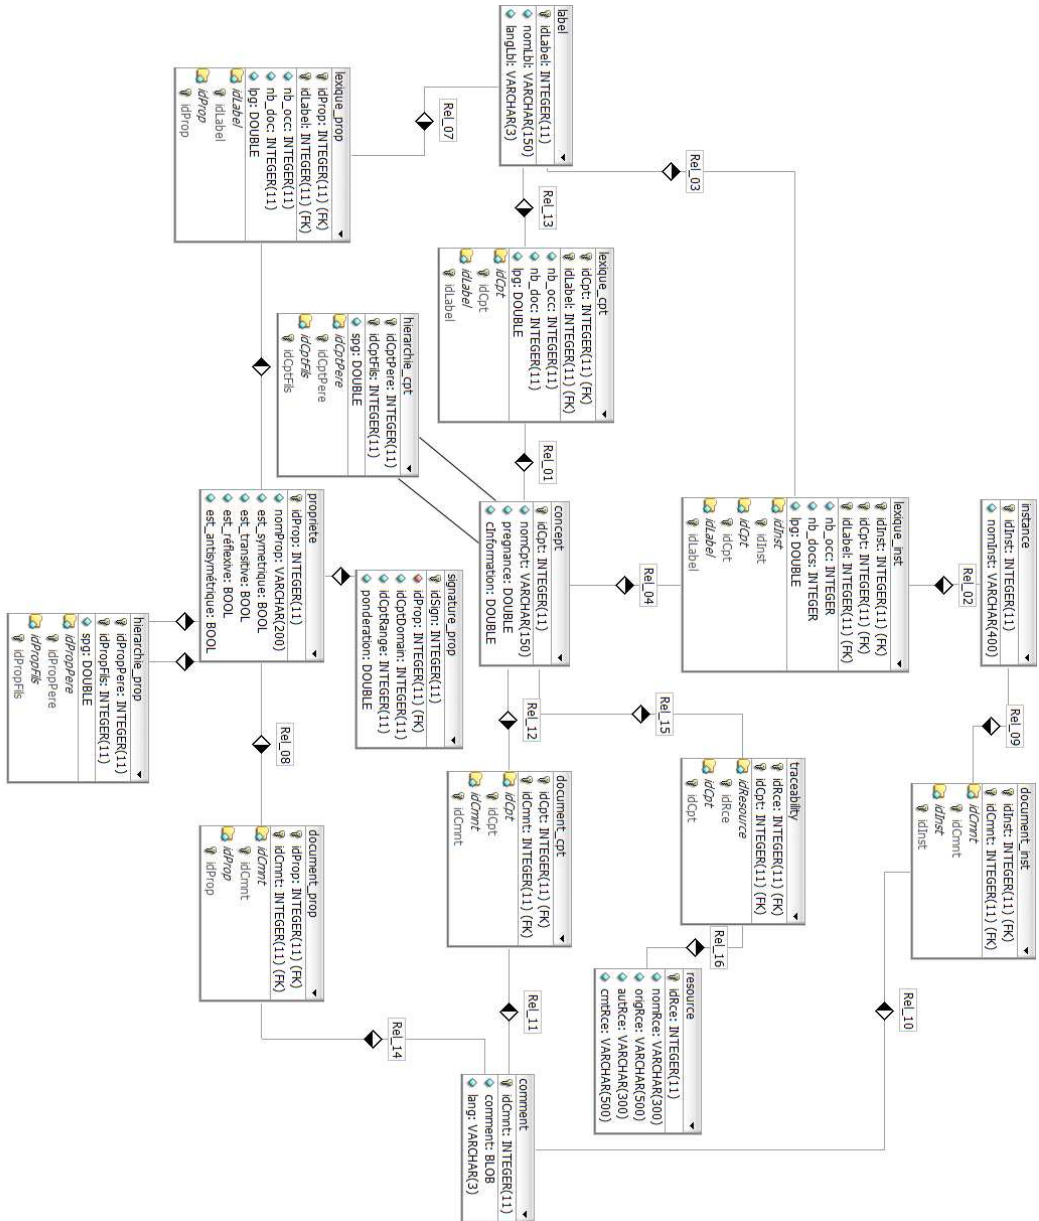 label
idLabel: INTEGER(11)
nomLbl: VARCHAR(150)
langLbl: VARCHAR(3)
Rel_03
Rel_13
Rel_07
lexique_prop
idProp: INTEGER(11) (FK)
idLabel: INTEGER(11) (FK)
nb_occ: INTEGER(11)
nb_doc: INTEGER(11)
lpg: DOUBLE
idLabel
idLabel
idProp
idProp
lexique_cpt
idCpt: INTEGER(11) (FK)
idLabel: INTEGER(11) (FK)
nb_occ: INTEGER(11)
nb_doc: INTEGER(11)
lpg: DOUBLE
idCpt
idCpt
idLabel
idLabel
hierarchie_cpt
idCptPere: INTEGER(11)
idCptFils: INTEGER(11)
spg: DOUBLE
idCptPere
idCptPere
idCptFils
idCptFils
Rel_01
instance
idInst: INTEGER(11)
nomInst: VARCHAR(400)
Rel_02
lexique_inst
idInst: INTEGER(11) (FK)
idCpt: INTEGER(11) (FK)
idLabel: INTEGER(11) (FK)
nb_occ: INTEGER
nb_docs: INTEGER
lpg: DOUBLE
idInst
idInst
idCpt
idCpt
idLabel
idLabel
Rel_04
concept
idCpt: INTEGER(11)
nomCpt: VARCHAR(150)
pregnance: DOUBLE
cInformation: DOUBLE
propriete
idProp: INTEGER(11)
nomProp: VARCHAR(200)
est_symetrique: BOOL
est_transitive: BOOL
est_réflexive: BOOL
est_antisymétrique: BOOL
signature_prop
idSign: INTEGER(11)
idProp: INTEGER(11) (FK)
idCptDomain: INTEGER(11)
idCptRange: INTEGER(11)
ponderation: DOUBLE
hierarchie_prop
idPropPere: INTEGER(11)
idPropFils: INTEGER(11)
spg: DOUBLE
idPropPere
idPropPere
idPropFils
idPropFils
Rel_09
Rel_15
Rel_12
Rel_08
document_inst
idInst: INTEGER(11) (FK)
idCmnt: INTEGER(11) (FK)
idCmnt
idCmnt
idInst
idInst
traceability
idRce: INTEGER(11) (FK)
idCpt: INTEGER(11) (FK)
idResource
idRce
idCpt
idCpt
document_cpt
idCpt: INTEGER(11) (FK)
idCmnt: INTEGER(11) (FK)
idCpt
idCpt
idCmnt
idCmnt
document_prop
idProp: INTEGER(11) (FK)
idCmnt: INTEGER(11) (FK)
idCmnt
idCmnt
idProp
idProp
Rel_16
resource
idRce: INTEGER(11)
nomRce: VARCHAR(300)
origRce: VARCHAR(500)
autRce: VARCHAR(300)
cmtRce: VARCHAR(500)
Rel_10
Rel_11
Rel_14
comment
idCmnt: INTEGER(11)
comment: BLOB
lang: VARCHAR(3)